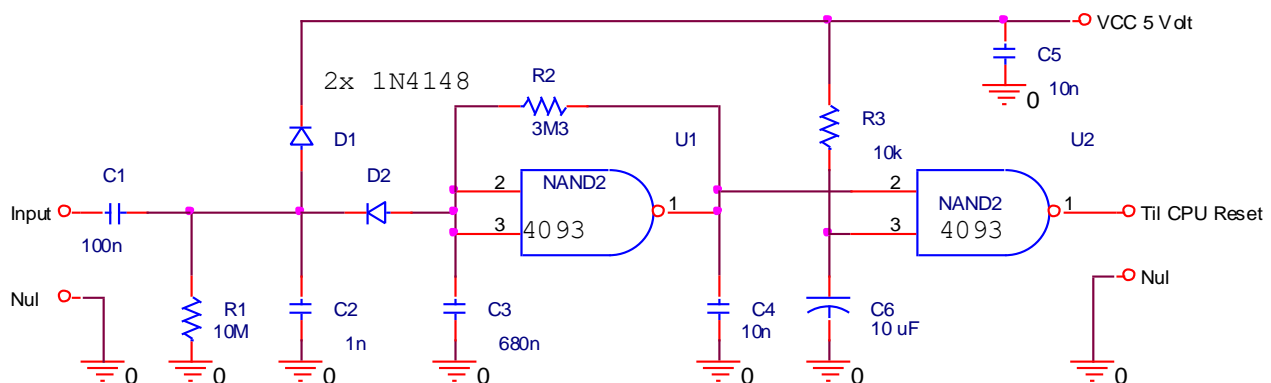 VCC 5 Volt
C5
10n
0
2x 1N4148
R2
3M3
R3
10k
U1
U2
D1
D2
C1
100n
Input
Nul
2
3
NAND2
4093
1
2
3
NAND2
4093
1
Til CPU Reset
Nul
R1
10M
C2
1n
C3
680n
C4
10n
C6
10 uF
0
0
0
0
0
0
0